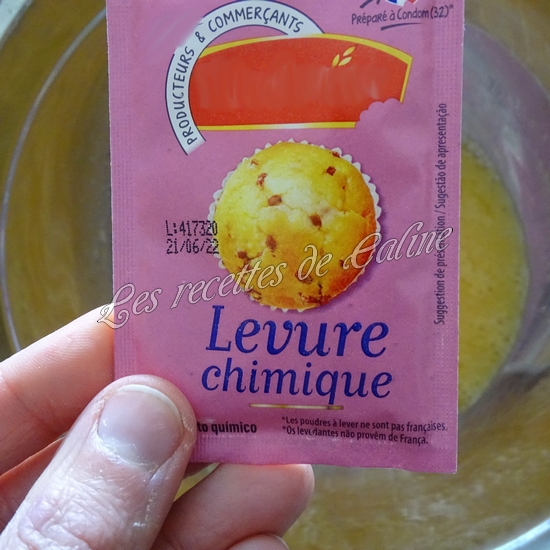 PRODUCTEURS & COMMERÇANTS
Préparé à Condom (32)*
Suggestion de présentation / Sugestão de apresentação
L:417320
21/06/22
Les recettes de Caline
Levure
chimique
to químico
*Les poudres à lever ne sont pas françaises.
*Os levedantes não provêm de França.